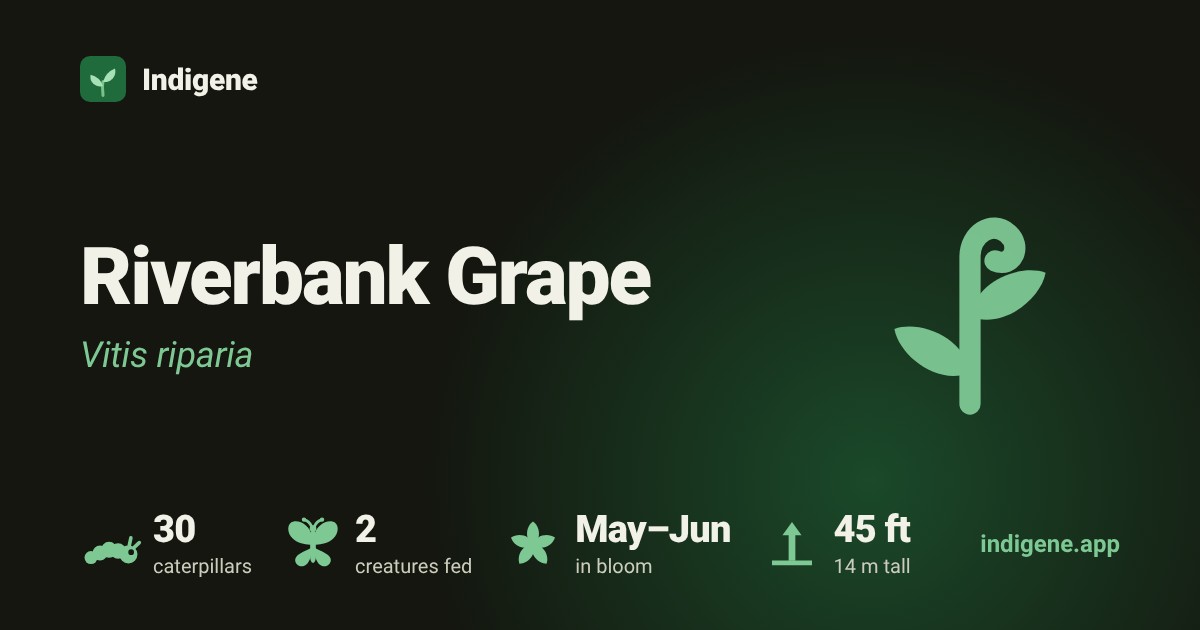 Indigene
Riverbank Grape
Vitis riparia
30
caterpillars
2
creatures fed
May–Jun
in bloom
45 ft
14 m tall
indigene.app